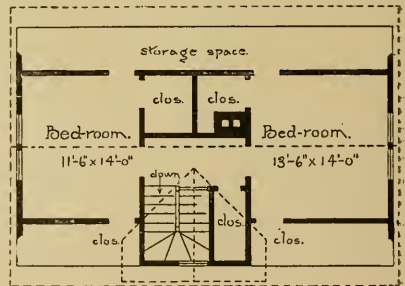 storage space.
clos. clos.
Bed-room. Bed-room.
11'-6" x 14'-0" 13'-6" x 14'-0"
down
clos.
clos. clos.